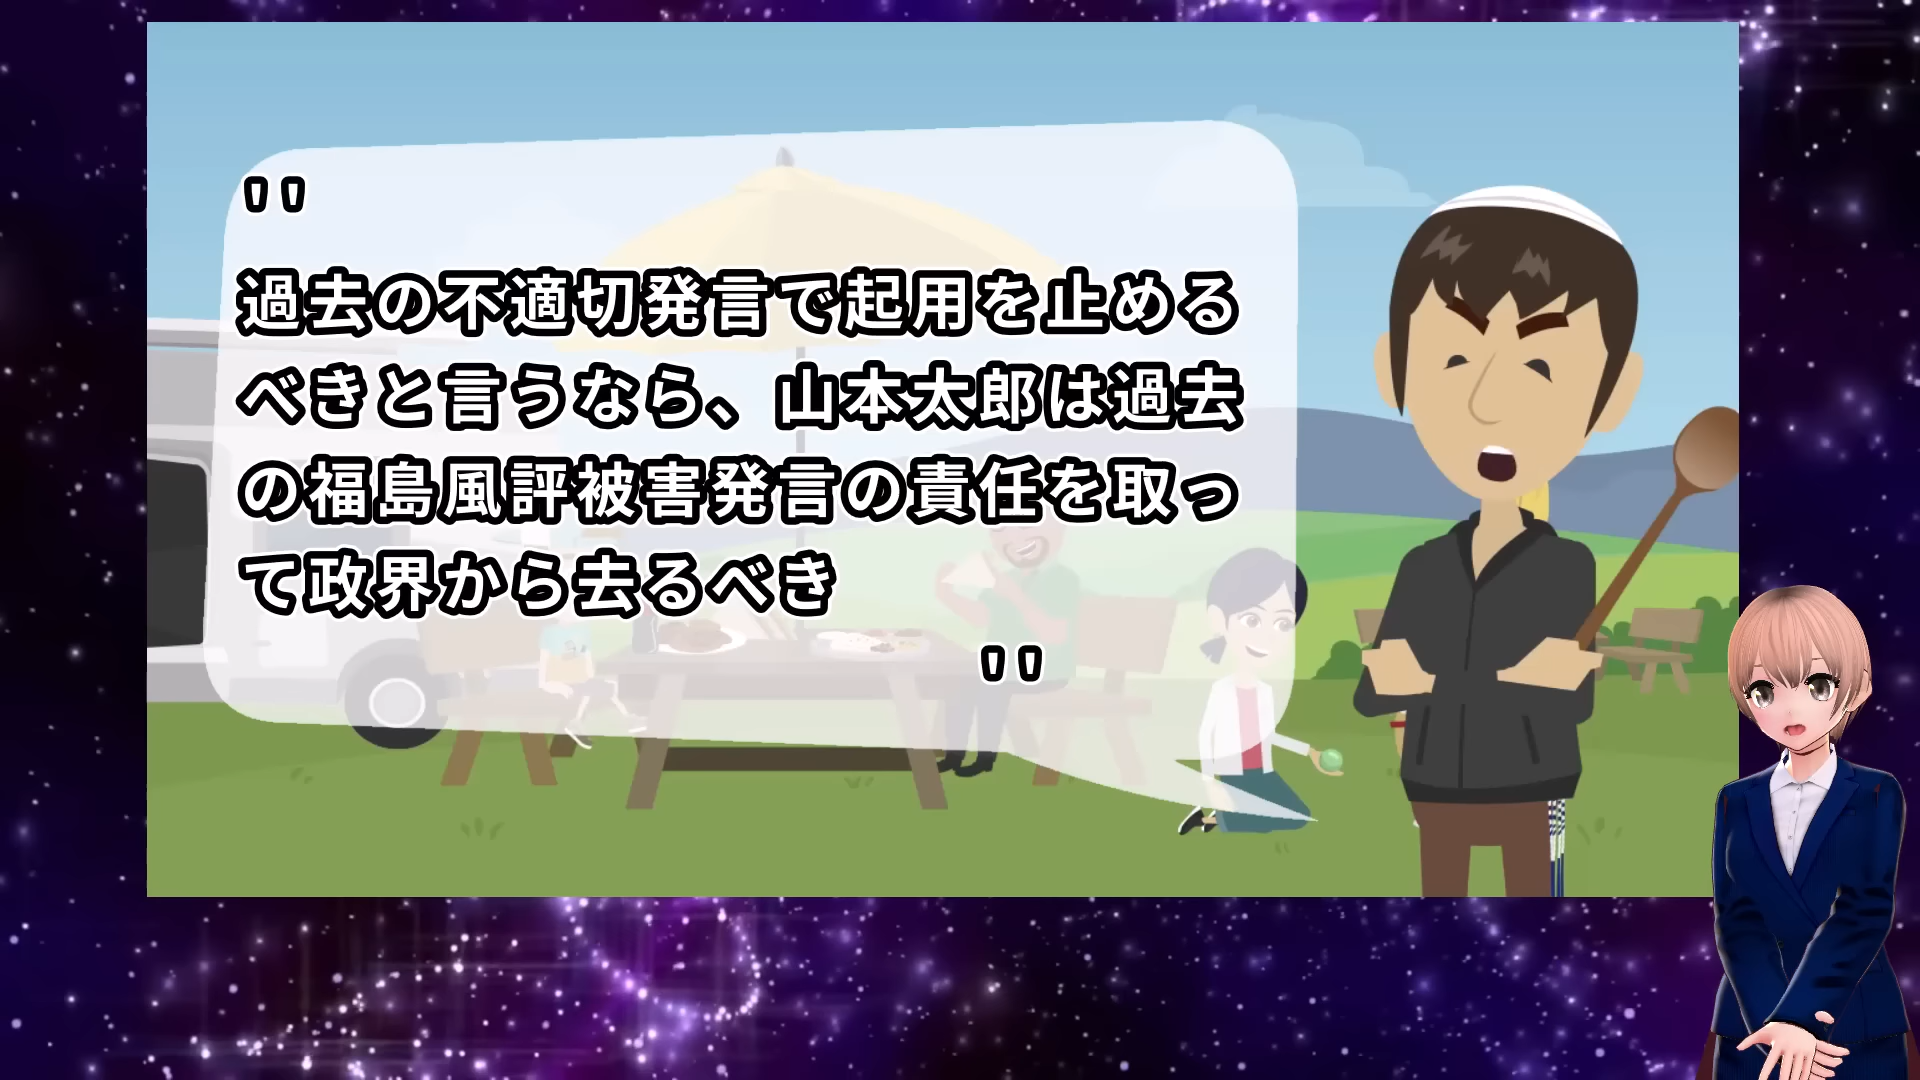 "
過去の不適切発言で起用を止める
べきと言うなら、山本太郎は過去
の福島風評被害発言の責任を取っ
て政界から去るべき
"